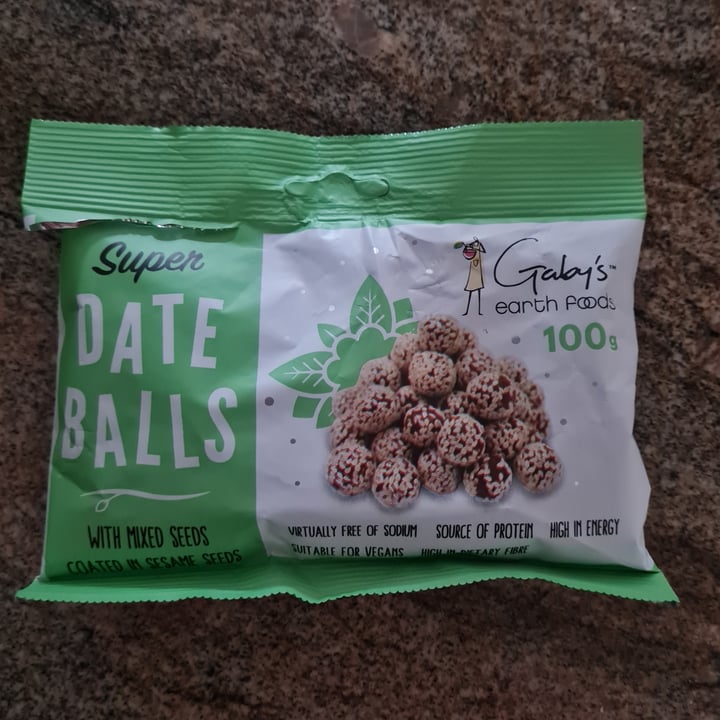 Super
DATE
BALLS
WITH MIXED SEEDS
COATED IN SESAME SEEDS
Gaby's™
earth foods
100g
VIRTUALLY FREE OF SODIUM SOURCE OF PROTEIN HIGH IN ENERGY
SUITABLE FOR VEGANS HIGH IN DIETARY FIBRE